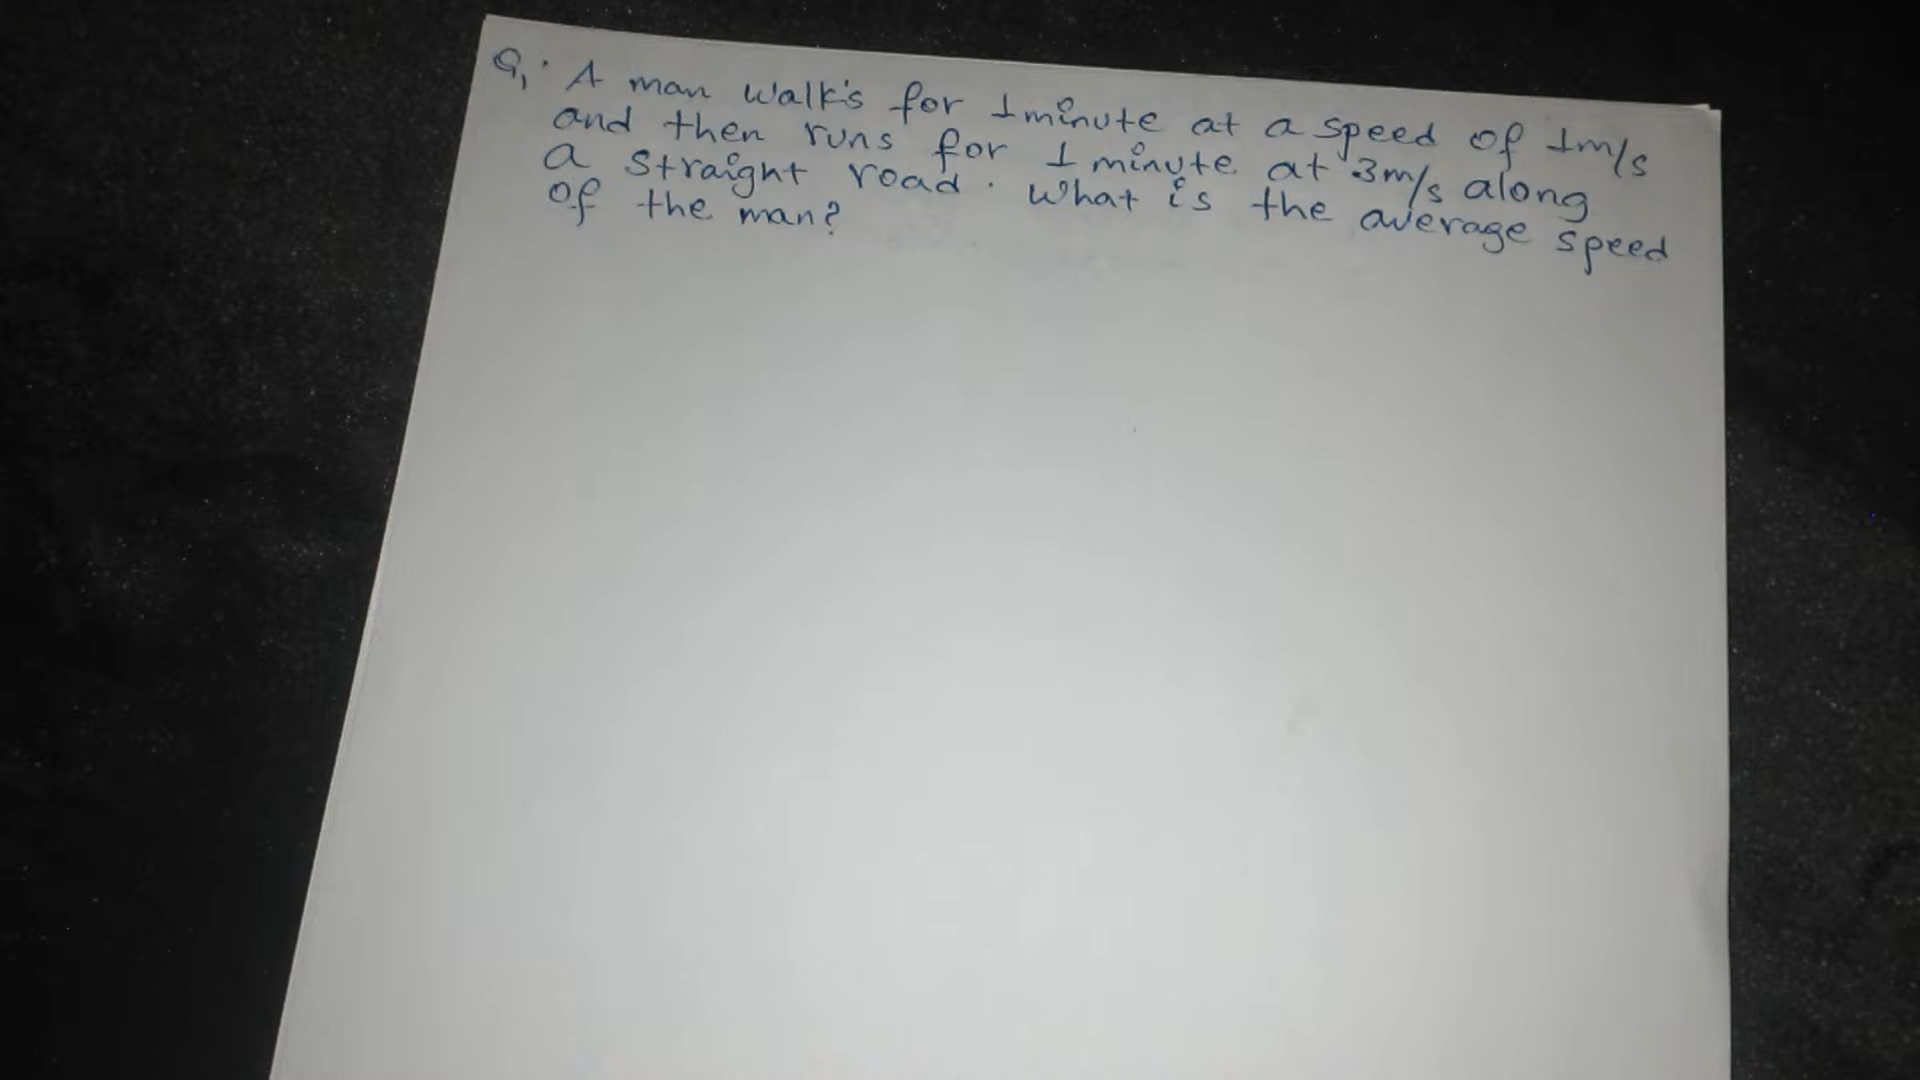 Q1. A man walk's for 1 minute at a speed of 1m/s
and then runs for 1 minute at 3m/s along
a straight road. What is the average speed
of the man?